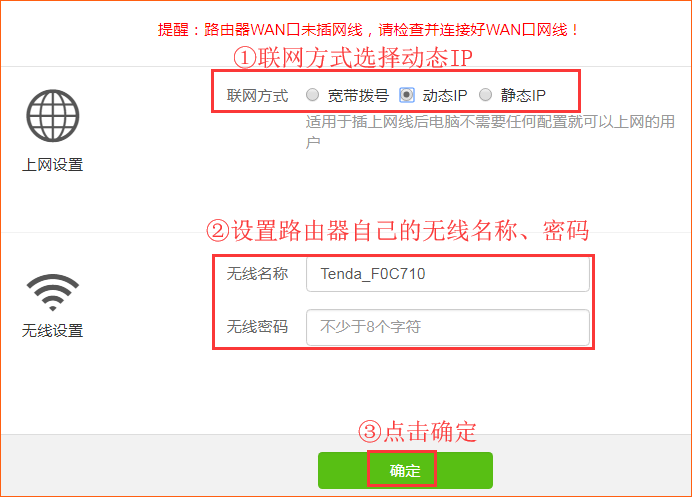 提醒：路由器WAN口未插网线，请检查并连接好WAN口网线！
①联网方式选择动态IP
联网方式 宽带拨号 动态IP 静态IP
适用于插上网线后电脑不需要任何配置就可以上网的用
户
上网设置
②设置路由器自己的无线名称、密码
无线名称 Tenda_F0C710
无线密码 不少于8个字符
无线设置
③点击确定
确定